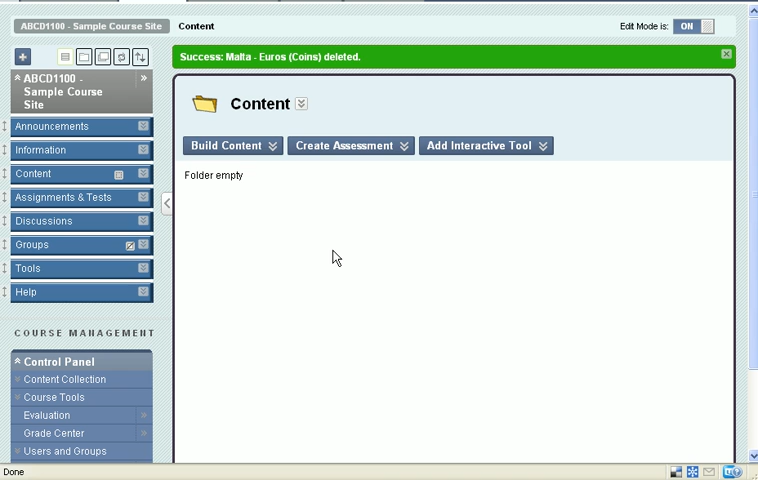 ABCD1100 - Sample Course Site Content Edit Mode is: ON
Success: Malta - Euros (Coins) deleted.
ABCD1100 -
Sample Course
Site
Announcements
Information
Content
Assignments & Tests
Discussions
Groups
Tools
Help
COURSE MANAGEMENT
Control Panel
Content Collection
Course Tools
Evaluation
Grade Center
Users and Groups
Content
Build Content Create Assessment Add Interactive Tool
Folder empty
Done